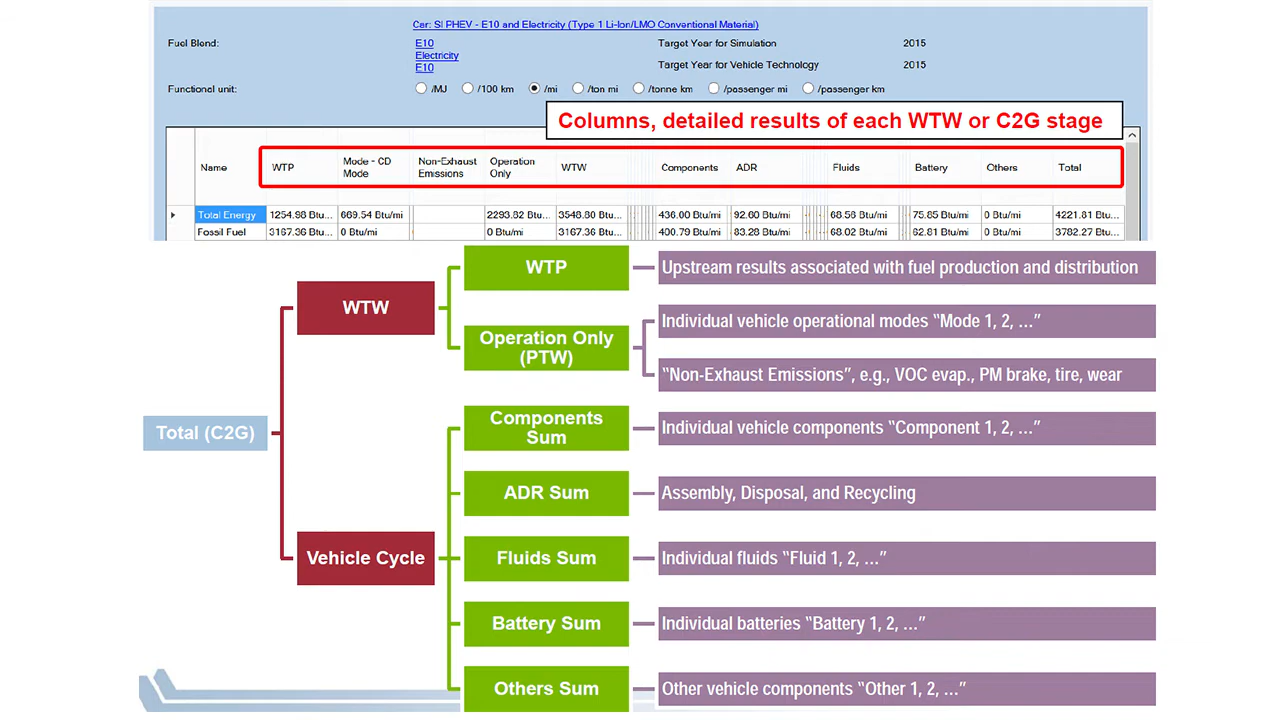 Car: SI PHEV - E10 and Electricity (Type 1 Li-Ion/LMO Conventional Material)
Fuel Blend: E10 Target Year for Simulation 2015
Electricity
E10 Target Year for Vehicle Technology 2015
Functional unit: /MJ /100 km /mi /ton mi /tonne km /passenger mi /passenger km
Columns, detailed results of each WTW or C2G stage
Name WTP Mode - CD Mode Non-Exhaust Emissions Operation Only WTW Components ADR Fluids Battery Others Total
Total Energy 1254.98 Btu... 669.54 Btu/mi 2293.82 Btu... 3548.80 Btu... 436.00 Btu/mi 92.60 Btu/mi 68.56 Btu/mi 75.85 Btu/mi 0 Btu/mi 4221.81 Btu...
Fossil Fuel 3167.36 Btu... 0 Btu/mi 0 Btu/mi 3167.36 Btu... 400.79 Btu/mi 83.28 Btu/mi 68.02 Btu/mi 62.81 Btu/mi 0 Btu/mi 3782.27 Btu...
WTP
Upstream results associated with fuel production and distribution
WTW
Operation Only
(PTW)
Individual vehicle operational modes “Mode 1, 2, …”
“Non-Exhaust Emissions”, e.g., VOC evap., PM brake, tire, wear
Total (C2G)
Components
Sum
Individual vehicle components “Component 1, 2, …”
ADR Sum
Assembly, Disposal, and Recycling
Vehicle Cycle
Fluids Sum
Individual fluids “Fluid 1, 2, …”
Battery Sum
Individual batteries “Battery 1, 2, …”
Others Sum
Other vehicle components “Other 1, 2, …”